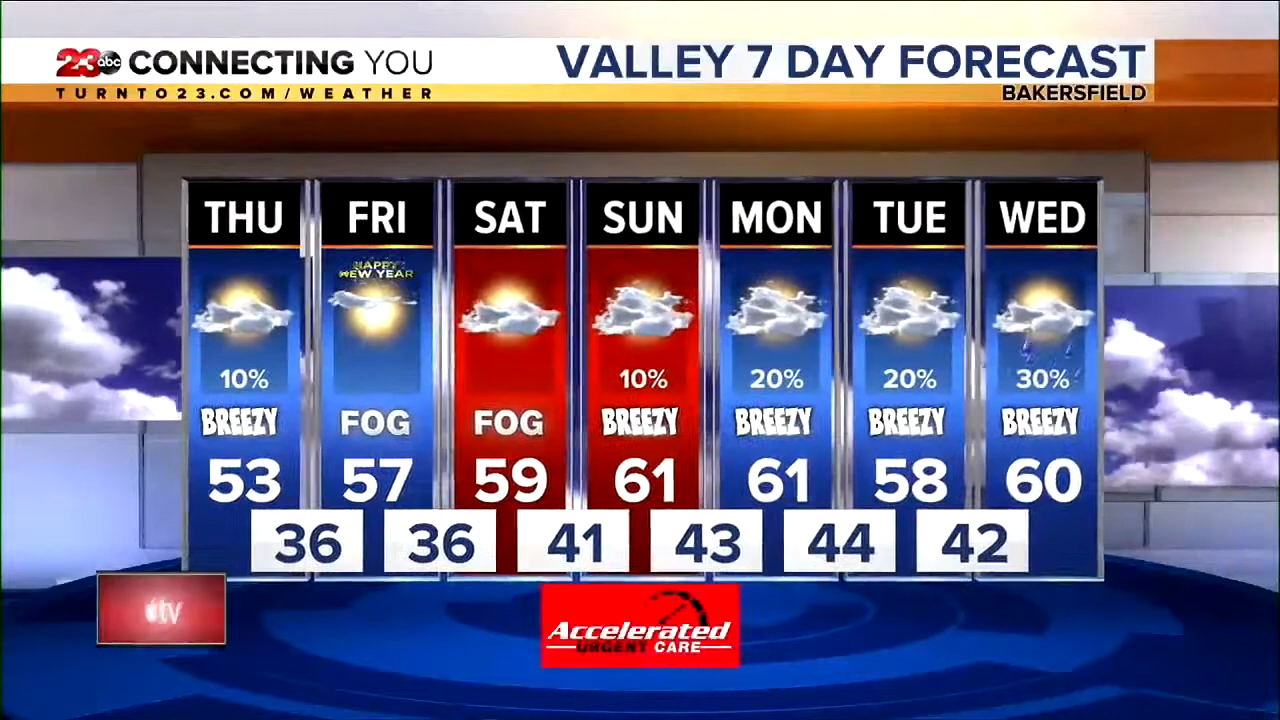 23 abc CONNECTING YOU
VALLEY 7 DAY FORECAST
TURNTO23.COM/WEATHER
BAKERSFIELD
THU FRI SAT SUN MON TUE WED
HAPPY
NEW YEAR
10% 10% 20% 20% 30%
BREEZY FOG FOG BREEZY BREEZY BREEZY BREEZY
53 57 59 61 61 58 60
36 36 41 43 44 42
tv
Accelerated
URGENT CARE